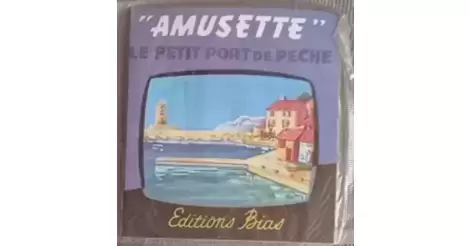 "AMUSETTE"
LE PETIT PORT DE PECHE
Editions Bias